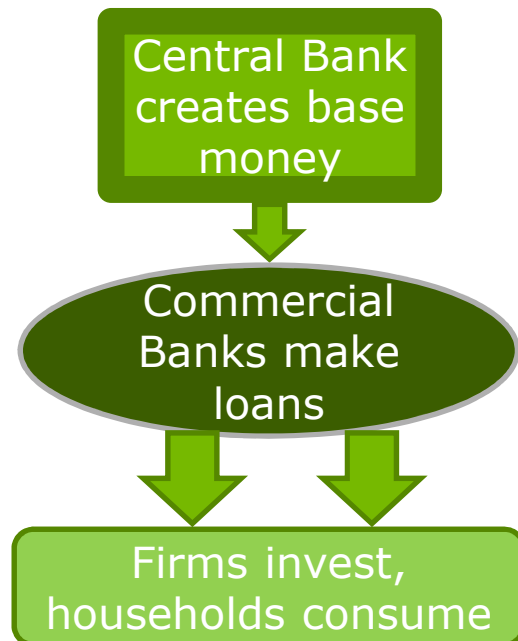 Central Bank
creates base
money
Commercial
Banks make
loans
Firms invest,
households consume